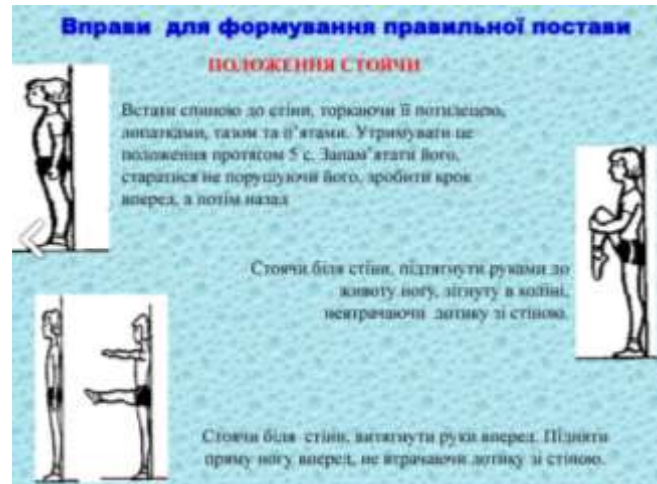 Вправи для формування правильної постави
ПОЛОЖЕННЯ СТОЯЧИ
Встати спиною до стіни, торкаючи її потилецею,
лопатками, тазом та п'ятами. Утримувати це
положення протягом 5 с. Запам'ятати його,
старатися не порушуючи його, зробити крок
вперед, а потім назад
Стоячи біля стіни, підтягнути руками до
животу ногу, зігнуту в коліні,
невтрачаючи дотику зі стіною.
Стоячи біля стіни, витягнути руки вперед. Підняти
пряму ногу вперед, не втрачаючи дотику зі стіною.